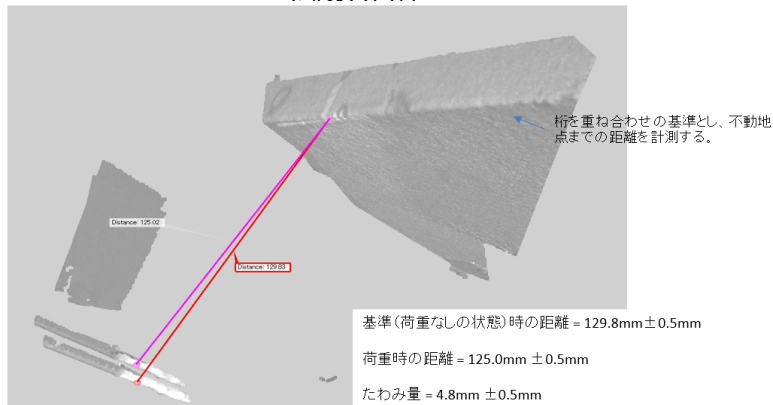 桁を重ね合わせの基準とし、不動地
点までの距離を計測する。
Distance: 125.02
Distance: 129.83
基準（荷重なしの状態）時の距離 = 129.8mm±0.5mm
荷重時の距離 = 125.0mm ±0.5mm
たわみ量 = 4.8mm ±0.5mm